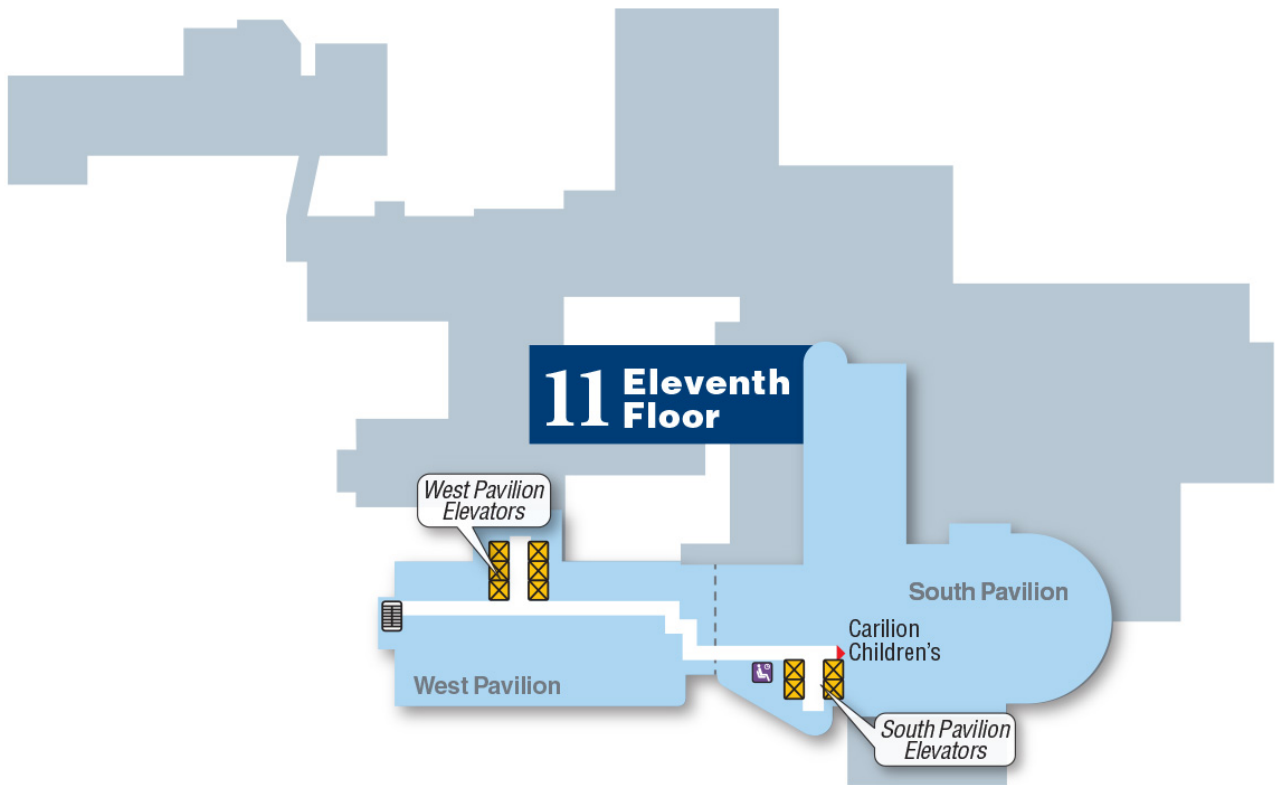 11 Eleventh
Floor
West Pavilion
Elevators
South Pavilion
Carilion
Children's
West Pavilion
South Pavilion
Elevators